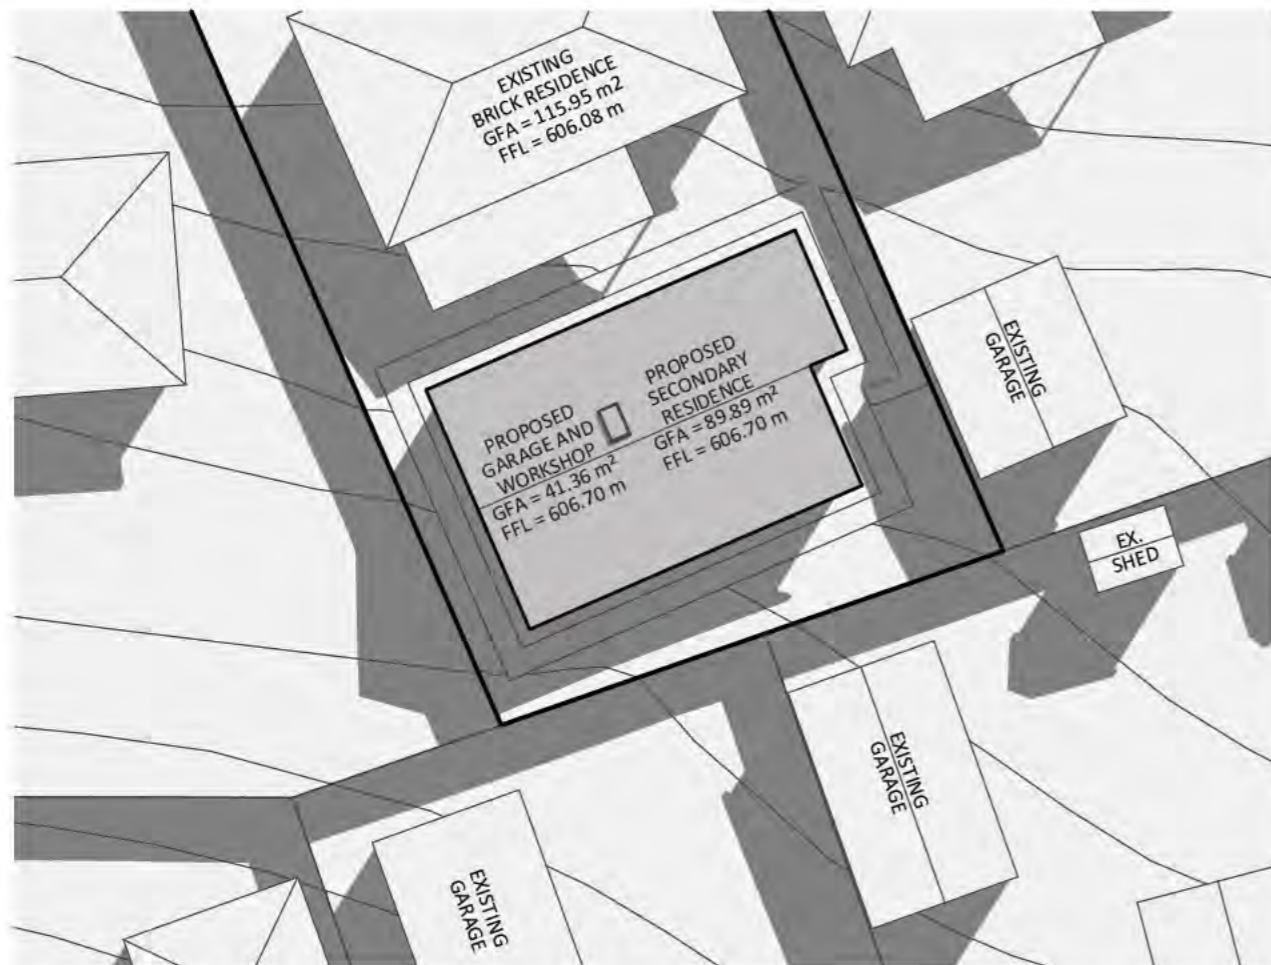 EXISTING
BRICK RESIDENCE
GFA = 115.95 m2
FFL = 606.08 m
PROPOSED
SECONDARY
RESIDENCE
GFA = 89.89 m²
FFL = 606.70 m
PROPOSED
GARAGE AND
WORKSHOP
GFA = 41.36 m²
FFL = 606.70 m
EXISTING
GARAGE
EX.
SHED
EXISTING
GARAGE
EXISTING
GARAGE